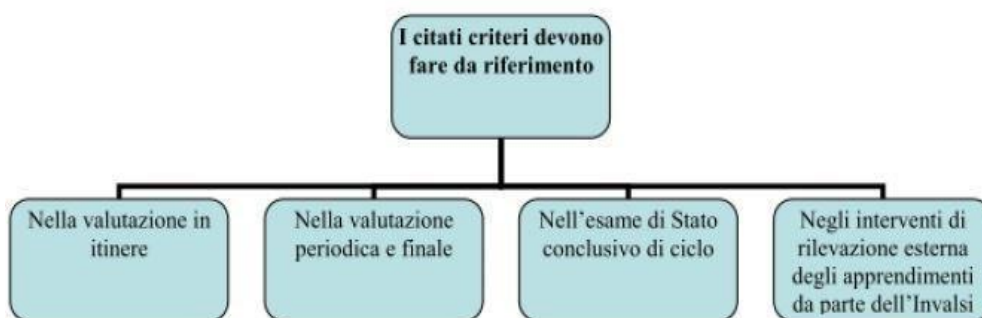 I citati criteri devono
fare da riferimento
Nella valutazione in
itinere
Nella valutazione
periodica e finale
Nell'esame di Stato
conclusivo di ciclo
Negli interventi di
rilevazione esterna
degli apprendimenti
da parte dell'Invalsi